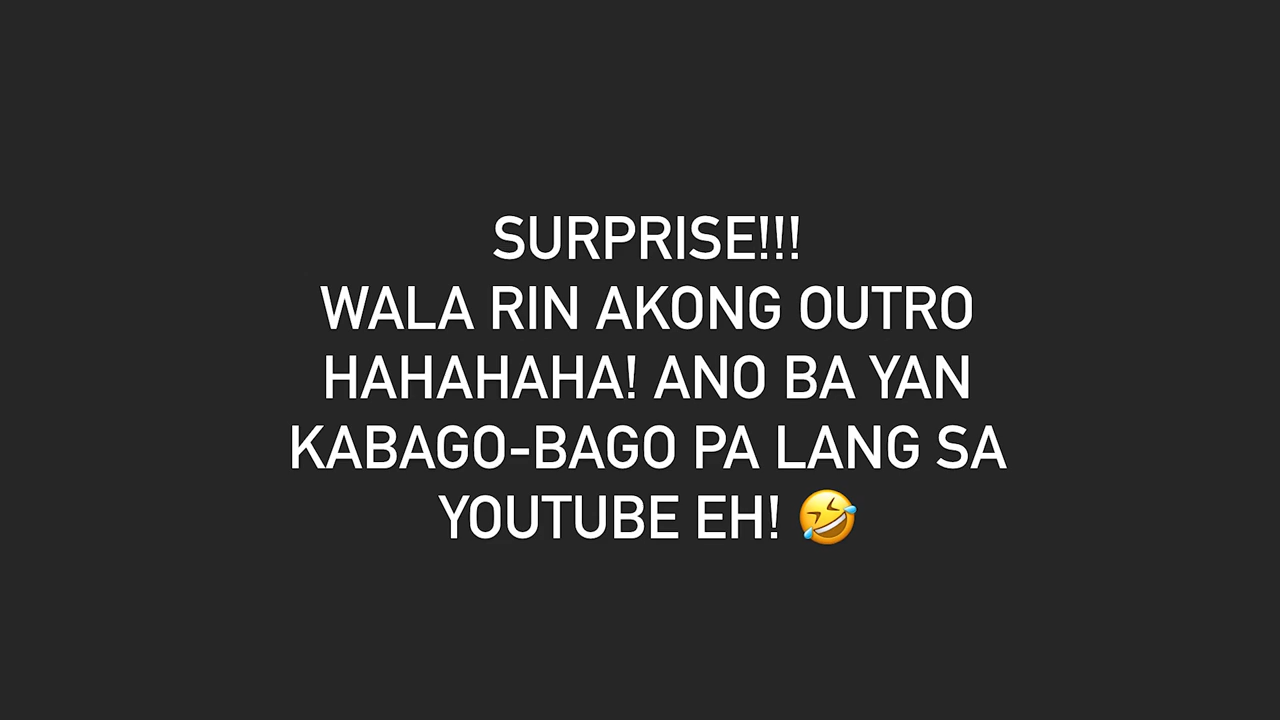 SURPRISE!!!
WALA RIN AKONG OUTRO
HAHAHAHA! ANO BA YAN
KABAGO-BAGO PA LANG SA
YOUTUBE EH! 🤣